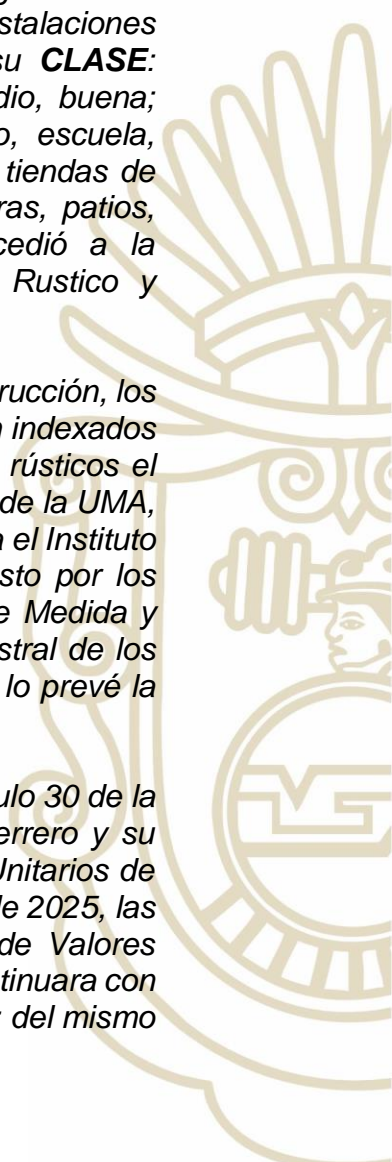 stalaciones
su CLASE:
dio, buena;
o, escuela,
tiendas de
ras, patios,
cedió a la
Rustico y
rucción, los
n indexados
rústicos el
de la UMA,
a el Instituto
sto por los
e Medida y
stral de los
lo prevé la
ulo 30 de la
errero y su
Unitarios de
de 2025, las
de Valores
tinuara con
del mismo